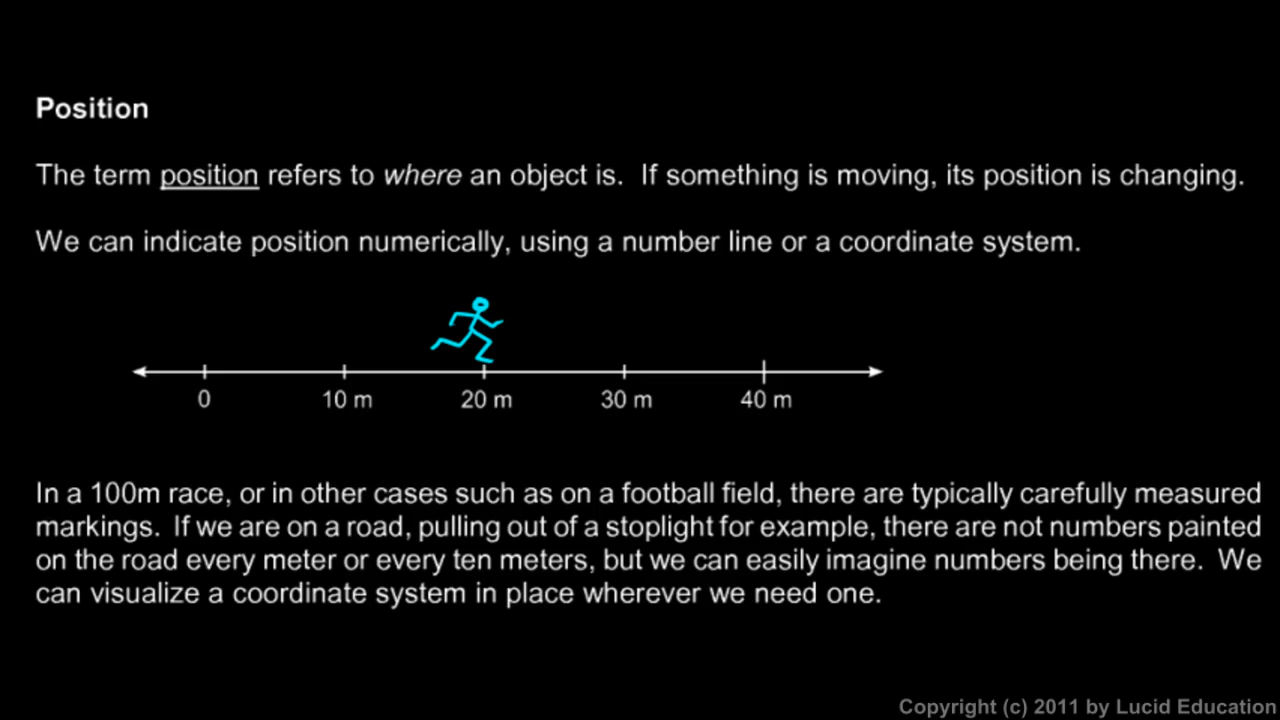 Position
The term position refers to where an object is.  If something is moving, its position is changing.
We can indicate position numerically, using a number line or a coordinate system.
0 10 m 20 m 30 m 40 m
In a 100m race, or in other cases such as on a football field, there are typically carefully measured
markings.  If we are on a road, pulling out of a stoplight for example, there are not numbers painted
on the road every meter or every ten meters, but we can easily imagine numbers being there.  We
can visualize a coordinate system in place wherever we need one.
Copyright (c) 2011 by Lucid Education